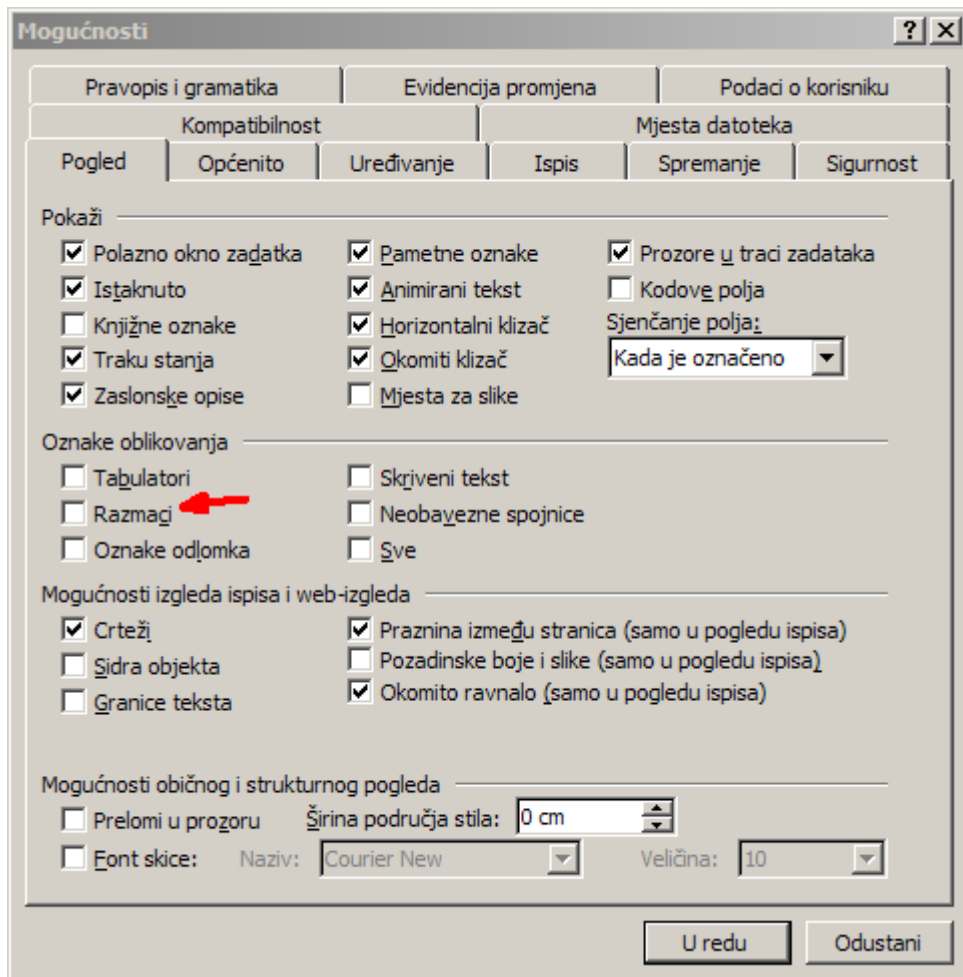 Mogućnosti
Pravopis i gramatika Evidencija promjena Podaci o korisniku
Kompatibilnost Mjesta datoteka
Pogled Općenito Uređivanje Ispis Spremanje Sigurnost
Pokaži
Polazno okno zadatka Pametne oznake Prozore u traci zadataka
Istaknuto Animirani tekst Kodove polja
Knjižne oznake Horizontalni klizač Sjenčanje polja:
Traku stanja Okomiti klizač Kada je označeno
Zaslonske opise Mjesta za slike
Oznake oblikovanja
Tabulatori Skriveni tekst
Razmaci Neobavezne spojnice
Oznake odlomka Sve
Mogućnosti izgleda ispisa i web-izgleda
Crteži Praznina između stranica (samo u pogledu ispisa)
Sidra objekta Pozadinske boje i slike (samo u pogledu ispisa)
Granice teksta Okomito ravnalo (samo u pogledu ispisa)
Mogućnosti običnog i strukturnog pogleda
Prelomi u prozoru Širina područja stila: 0 cm
Font skice: Naziv: Courier New Veličina: 10
U redu Odustani